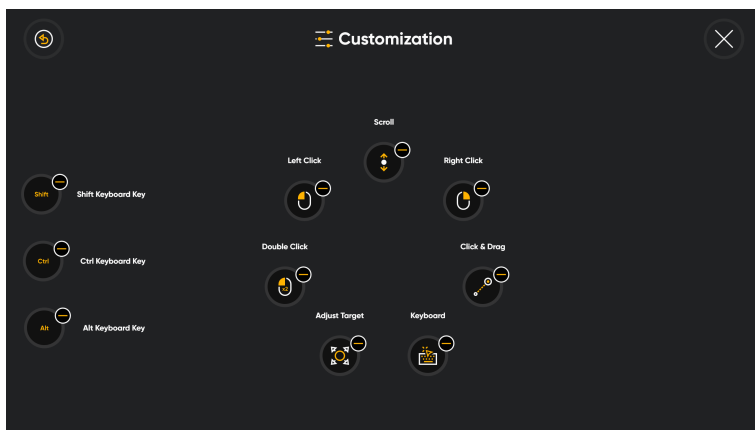 Customization
Scroll
Left Click
Right Click
Shift
Shift Keyboard Key
Double Click
Click & Drag
Ctrl
Ctrl Keyboard Key
x2
Adjust Target
Keyboard
Alt
Alt Keyboard Key